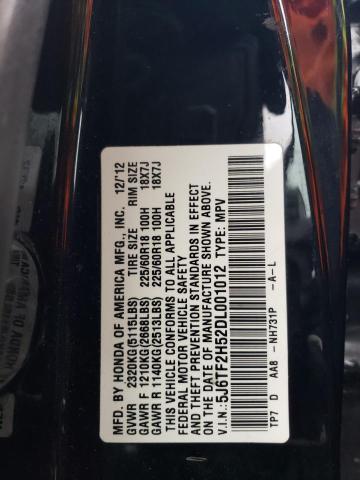 MFD. BY HONDA OF AMERICA MFG., INC. 12/'12
GVWR 2320KG(5115LBS) TIRE SIZE RIM SIZE
GAWR F 1210KG(2668LBS) 225/60R18 100H 18X7J
GAWR R 1140KG(2513LBS) 225/60R18 100H 18X7J
THIS VEHICLE CONFORMS TO ALL APPLICABLE
FEDERAL MOTOR VEHICLE SAFETY
AND THEFT PREVENTION STANDARDS IN EFFECT
ON THE DATE OF MANUFACTURE SHOWN ABOVE.
V.I.N.: 5J6TF2H52DL001012 TYPE: MPV
TP7 D AA8 -NH731P -A-L